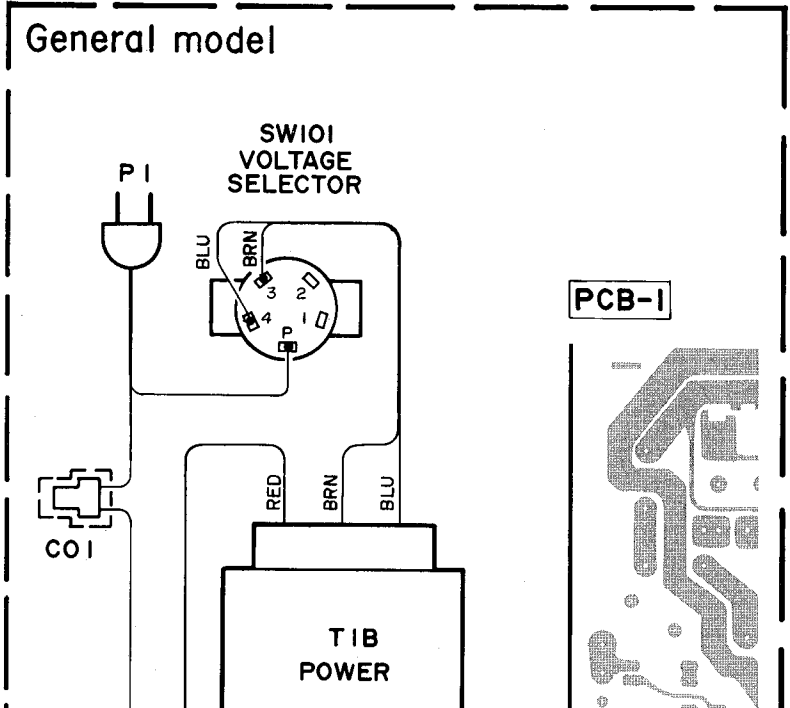 General model
SW101
VOLTAGE
SELECTOR
P1
BLU
BRN
3
2
4
1
P
PCB-1
RED
BRN
BLU
CO1
T1B
POWER